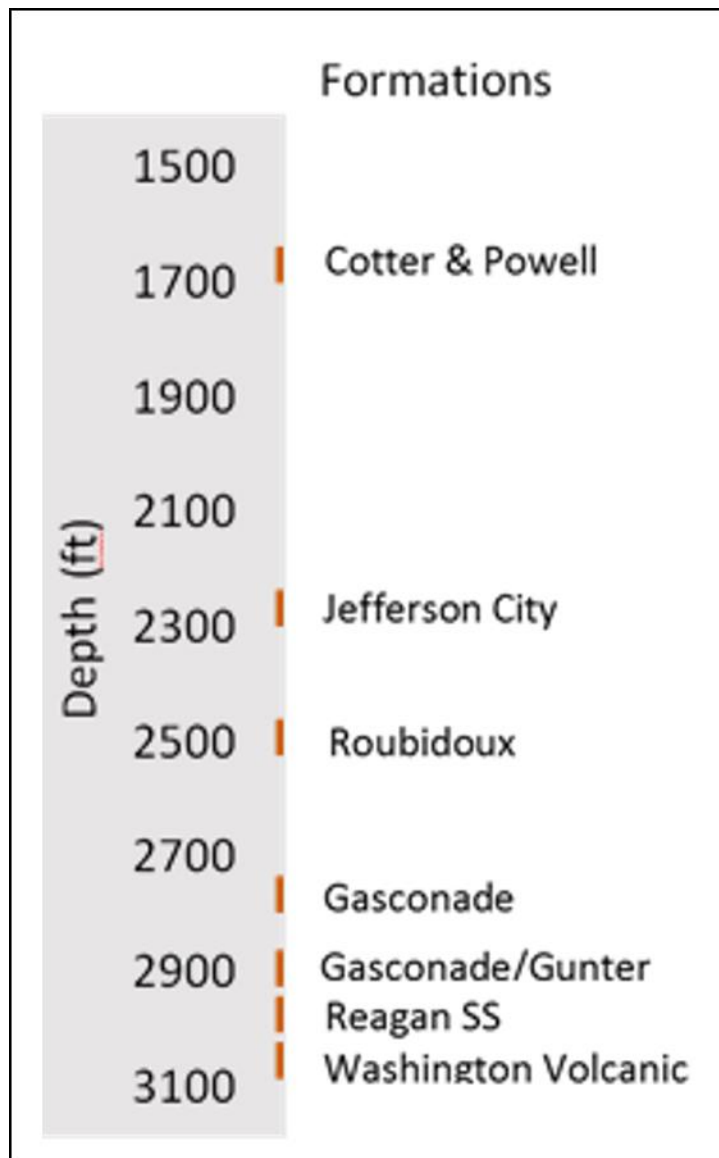 Formations
1500
Cotter & Powell
1700
1900
2100
Depth (ft)
Jefferson City
2300
2500 Roubidoux
2700
Gasconade
2900 Gasconade/Gunter
Reagan SS
Washington Volcanic
3100